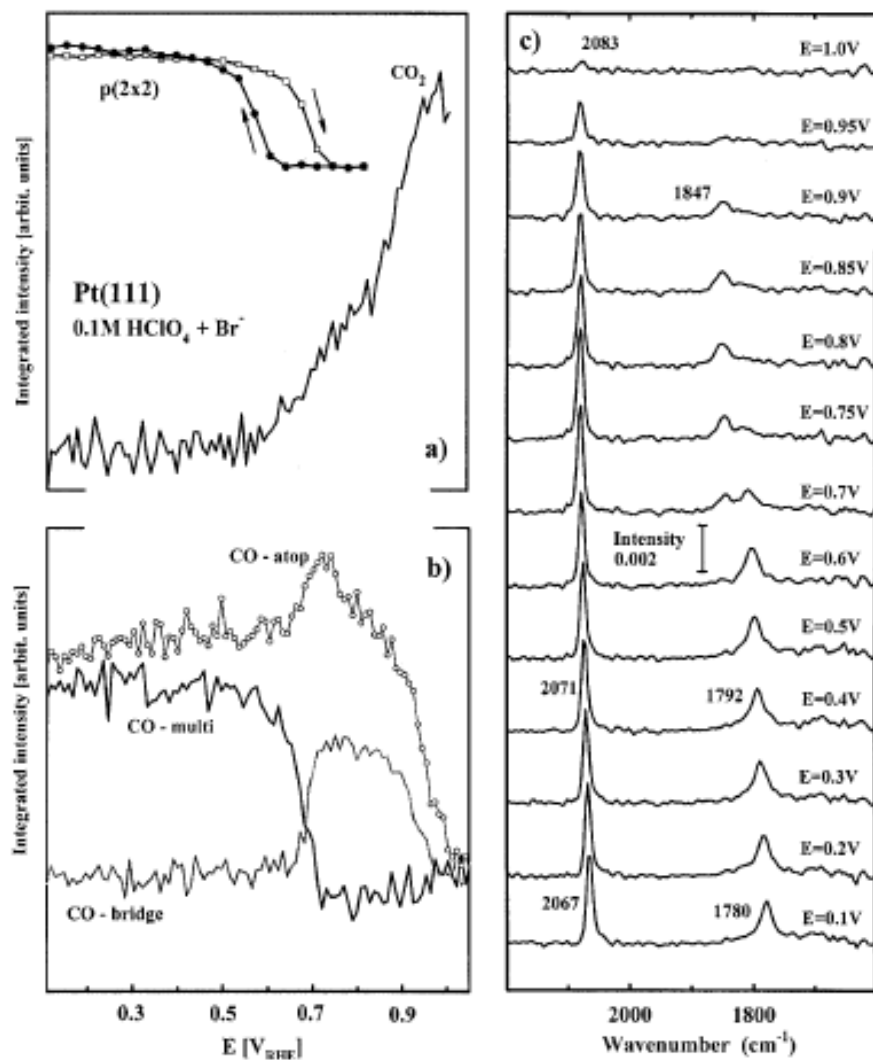 Integrated intensity [arbit. units]
p(2x2)
CO2
Pt(111)
0.1M HClO4 + Br-
a)
Integrated intensity [arbit. units]
b)
CO - atop
CO - multi
CO - bridge
0.3 0.5 0.7 0.9
E [VRHE]
c)
2083
E=1.0V
E=0.95V
1847
E=0.9V
E=0.85V
E=0.8V
E=0.75V
E=0.7V
Intensity
0.002
E=0.6V
E=0.5V
2071 1792 E=0.4V
E=0.3V
E=0.2V
2067 1780 E=0.1V
2000 1800
Wavenumber (cm-1)